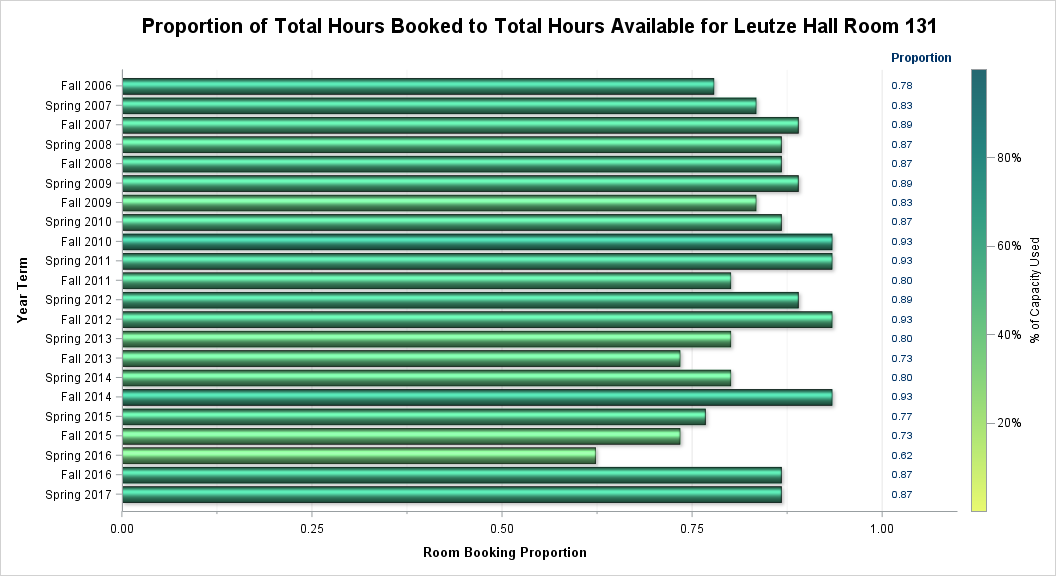 Proportion of Total Hours Booked to Total Hours Available for Leutze Hall Room 131
Proportion
Fall 2006 0.78
Spring 2007 0.83
Fall 2007 0.89
Spring 2008 0.87
Fall 2008 0.87
Spring 2009 0.89
Fall 2009 0.83
Spring 2010 0.87
Fall 2010 0.93
Spring 2011 0.93
Fall 2011 0.80
Spring 2012 0.89
Fall 2012 0.93
Spring 2013 0.80
Fall 2013 0.73
Spring 2014 0.80
Fall 2014 0.93
Spring 2015 0.77
Fall 2015 0.73
Spring 2016 0.62
Fall 2016 0.87
Spring 2017 0.87
Year Term
0.00 0.25 0.50 0.75 1.00
Room Booking Proportion
80%
60%
40%
20%
% of Capacity Used